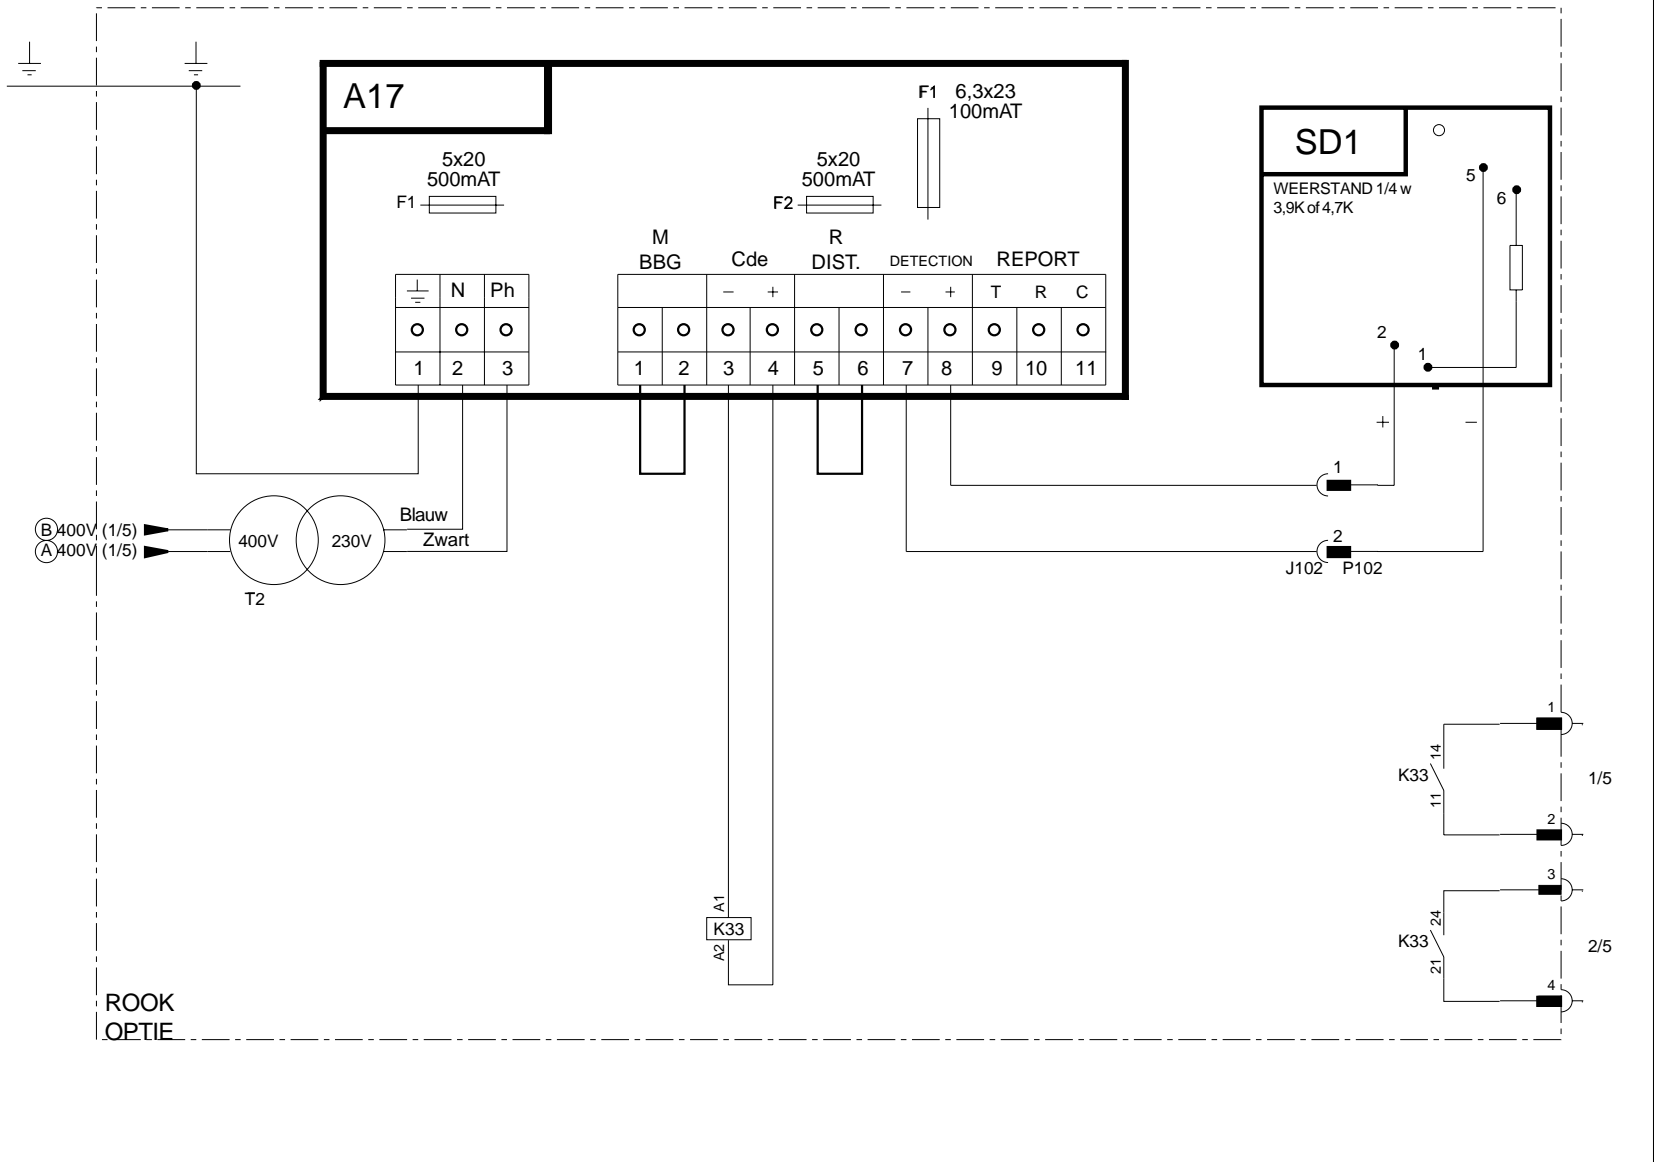 A17
5x20
500mAT
F1
5x20
500mAT
F2
F1
6,3x23
100mAT
M
BBG
Cde
R
DIST.
DETECTION
REPORT
N Ph
1 2 3
− + − + T R C
1 2 3 4 5 6 7 8 9 10 11
SD1
WEERSTAND 1/4 w
3,9K of 4,7K
5
6
2
1
+ −
1
2
J102 P102
Blauw
Zwart
B 400V (1/5)
A 400V (1/5)
400V 230V
T2
A1
K33
A2
1
14
K33
11
1/5
2
3
24
K33
21
2/5
4
ROOK
OPTIE